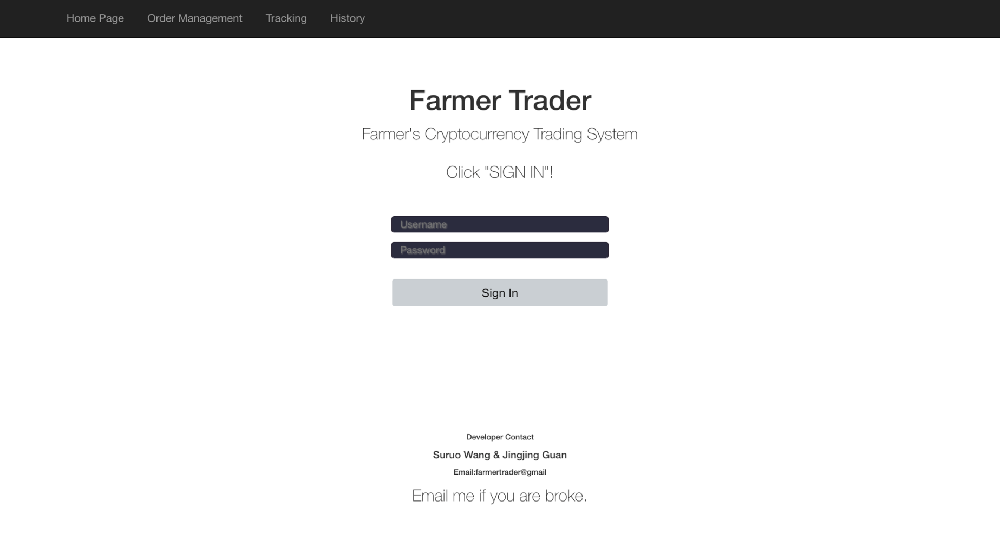 Home Page Order Management Tracking History
Farmer Trader
Farmer's Cryptocurrency Trading System
Click "SIGN IN"!
Username
Password
Sign In
Developer Contact
Suruo Wang & Jingjing Guan
Email:farmertrader@gmail
Email me if you are broke.